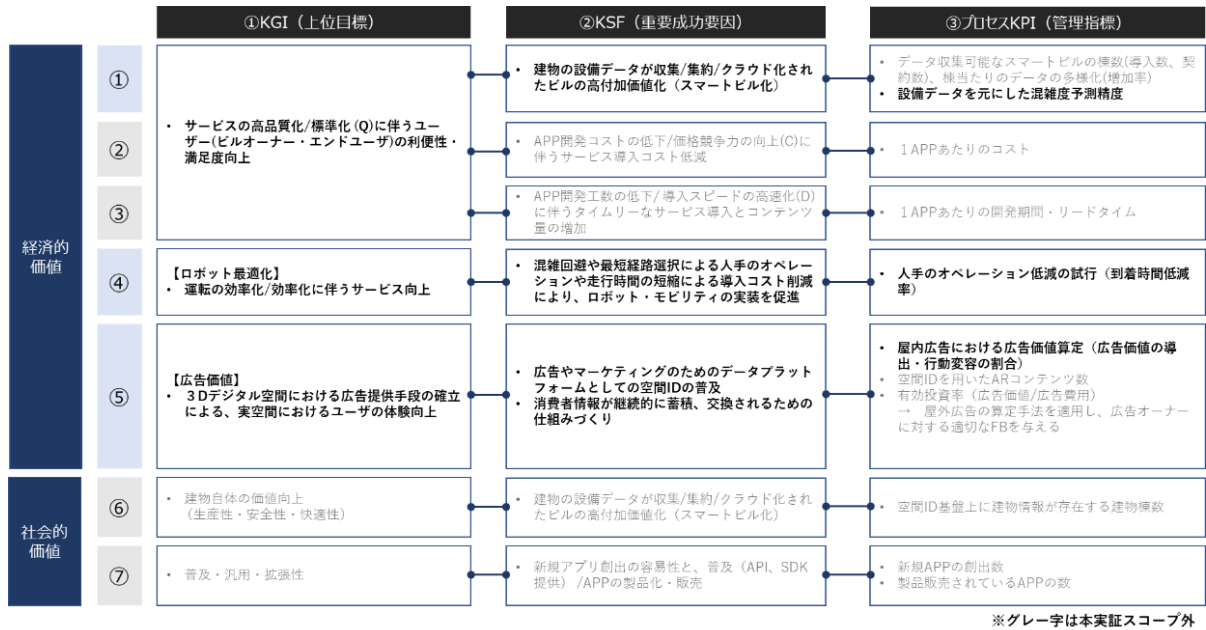 ①KGI（上位目標）
②KSF（重要成功要因）
③プロセスKPI（管理指標）
経済的
価値
①
・ サービスの高品質化/標準化 (Q)に伴うユー
ザー(ビルオーナー・エンドユーザ)の利便性・
満足度向上
・ 建物の設備データが収集/集約/クラウド化され
たビルの高付加価値化（スマートビル化）
・ データ収集可能なスマートビルの棟数(導入数、契
約数)、棟当たりのデータの多様化(増加率)
・ 設備データを元にした混雑度予測精度
②
・ APP開発コストの低下/価格競争力の向上(C)に
伴うサービス導入コスト低減
・ １APPあたりのコスト
③
・ APP開発工数の低下/ 導入スピードの高速化(D)
に伴うタイムリーなサービス導入とコンテンツ
量の増加
・ １APPあたりの開発期間・リードタイム
④
【ロボット最適化】
・ 運転の効率化/効率化に伴うサービス向上
・ 混雑回避や最短経路選択による人手のオペレー
ションや走行時間の短縮による導入コスト削減
により、ロボット・モビリティの実装を促進
・ 人手のオペレーション低減の試行（到着時間低減
率）
⑤
【広告価値】
・ ３Dデジタル空間における広告提供手段の確立
による、実空間におけるユーザの体験向上
・ 広告やマーケティングのためのデータプラット
フォームとしての空間IDの普及
・ 消費者情報が継続的に蓄積、交換されるための
仕組みづくり
・ 屋内広告における広告価値算定（広告価値の導
出・行動変容の割合）
・ 空間IDを用いたARコンテンツ数
・ 有効投資率（広告価値/広告費用）
→ 屋外広告の算定手法を適用し、広告オーナー
に対する適切なFBを与える
社会的
価値
⑥
・ 建物自体の価値向上
（生産性・安全性・快適性）
・ 建物の設備データが収集/集約/クラウド化され
たビルの高付加価値化（スマートビル化）
・ 空間ID基盤上に建物情報が存在する建物棟数
⑦
・ 普及・汎用・拡張性
・ 新規アプリ創出の容易性と、普及（API、SDK
提供） /APPの製品化・販売
・ 新規APPの創出数
・ 製品販売されているAPPの数
※グレー字は本実証スコープ外